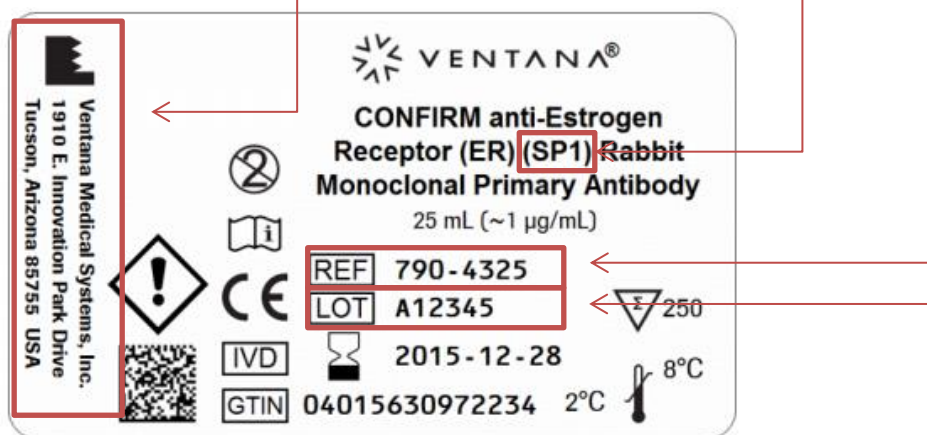 VENTANA®
CONFIRM anti-Estrogen
Receptor (ER) (SP1) Rabbit
Monoclonal Primary Antibody
25 mL (~1 µg/mL)
REF 790-4325
LOT A12345
Σ 250
IVD 2015-12-28
GTIN 04015630972234
2°C 8°C
2
i
CE
!
Ventana Medical Systems, Inc.
1910 E. Innovation Park Drive
Tucson, Arizona 85755 USA